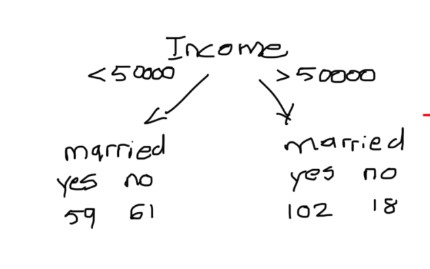 Income
<50000 >50000
married married
yes no yes no
59 61 102 18